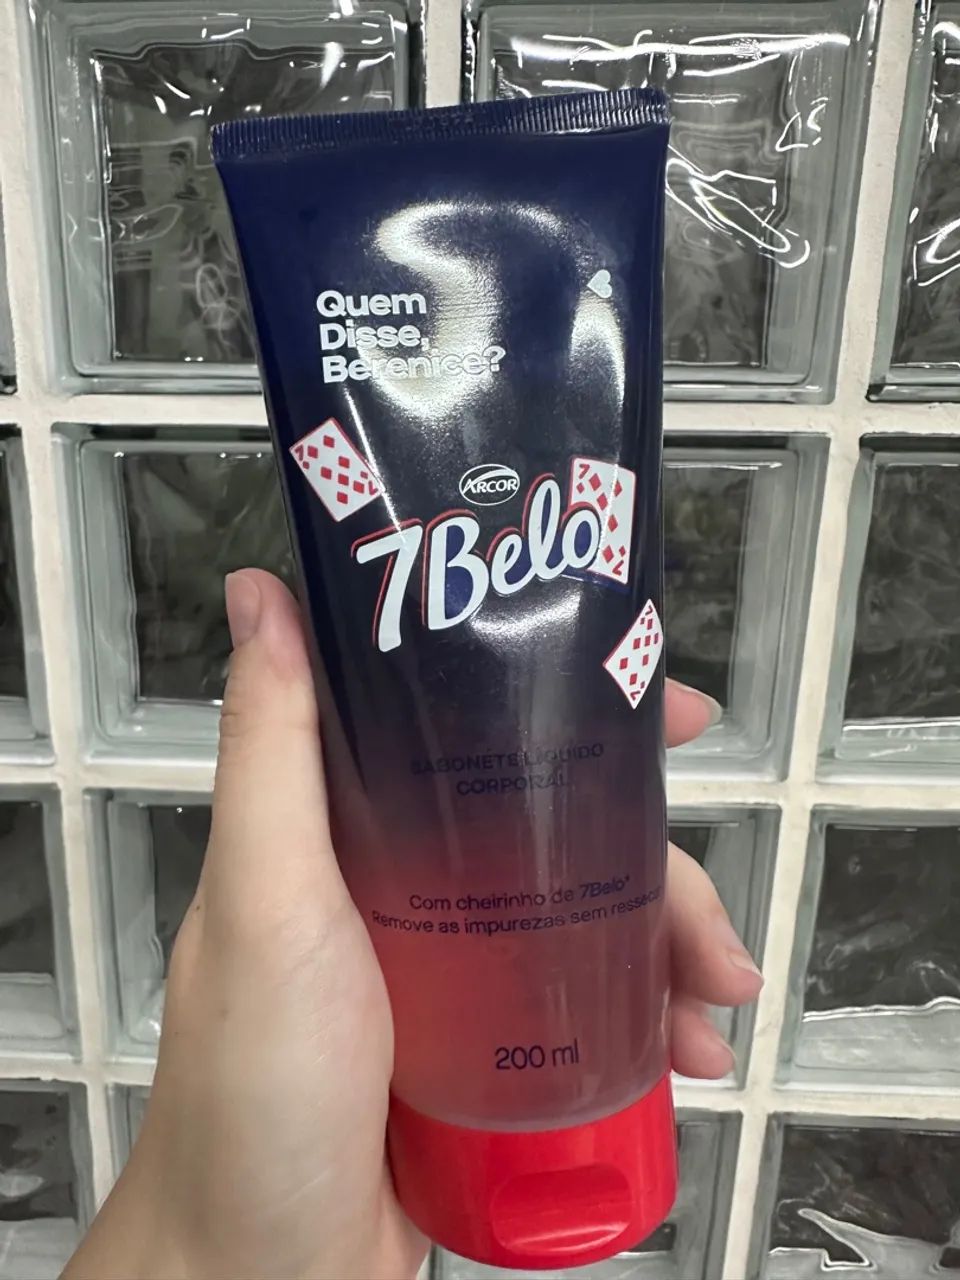 Quem
Disse,
Berenice?
ARCOR
7Belo
SABONETE LÍQUIDO
CORPORAL
Com cheirinho de 7Belo*
Remove as impurezas sem ressecar
200 ml